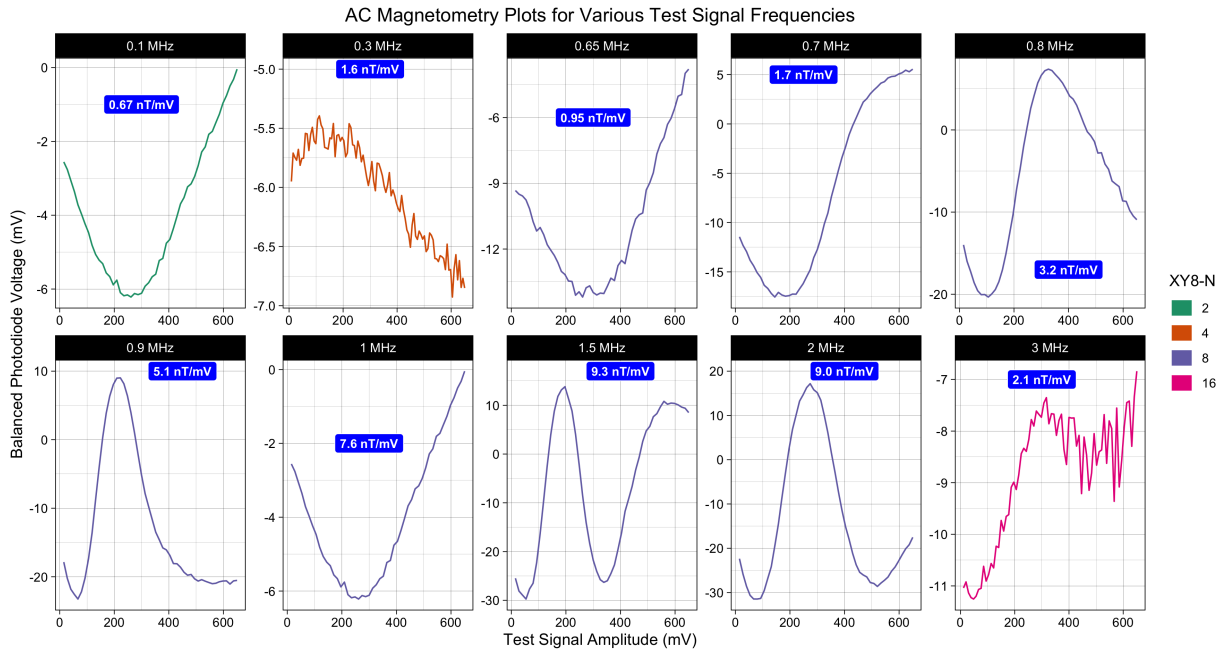 AC Magnetometry Plots for Various Test Signal Frequencies
Balanced Photodiode Voltage (mV)
0.1 MHz
0.67 nT/mV
0
-2
-4
-6
0 200 400 600
0.3 MHz
1.6 nT/mV
-5.0
-5.5
-6.0
-6.5
-7.0
0 200 400 600
0.65 MHz
0.95 nT/mV
-6
-9
-12
0 200 400 600
0.7 MHz
1.7 nT/mV
5
0
-5
-10
-15
0 200 400 600
0.8 MHz
3.2 nT/mV
0
-10
-20
0 200 400 600
0.9 MHz
5.1 nT/mV
10
0
-10
-20
0 200 400 600
1 MHz
7.6 nT/mV
0
-2
-4
-6
0 200 400 600
1.5 MHz
9.3 nT/mV
10
0
-10
-20
-30
0 200 400 600
2 MHz
9.0 nT/mV
20
10
0
-10
-20
-30
0 200 400 600
3 MHz
2.1 nT/mV
-7
-8
-9
-10
-11
0 200 400 600
Test Signal Amplitude (mV)
XY8-N
2
4
8
16